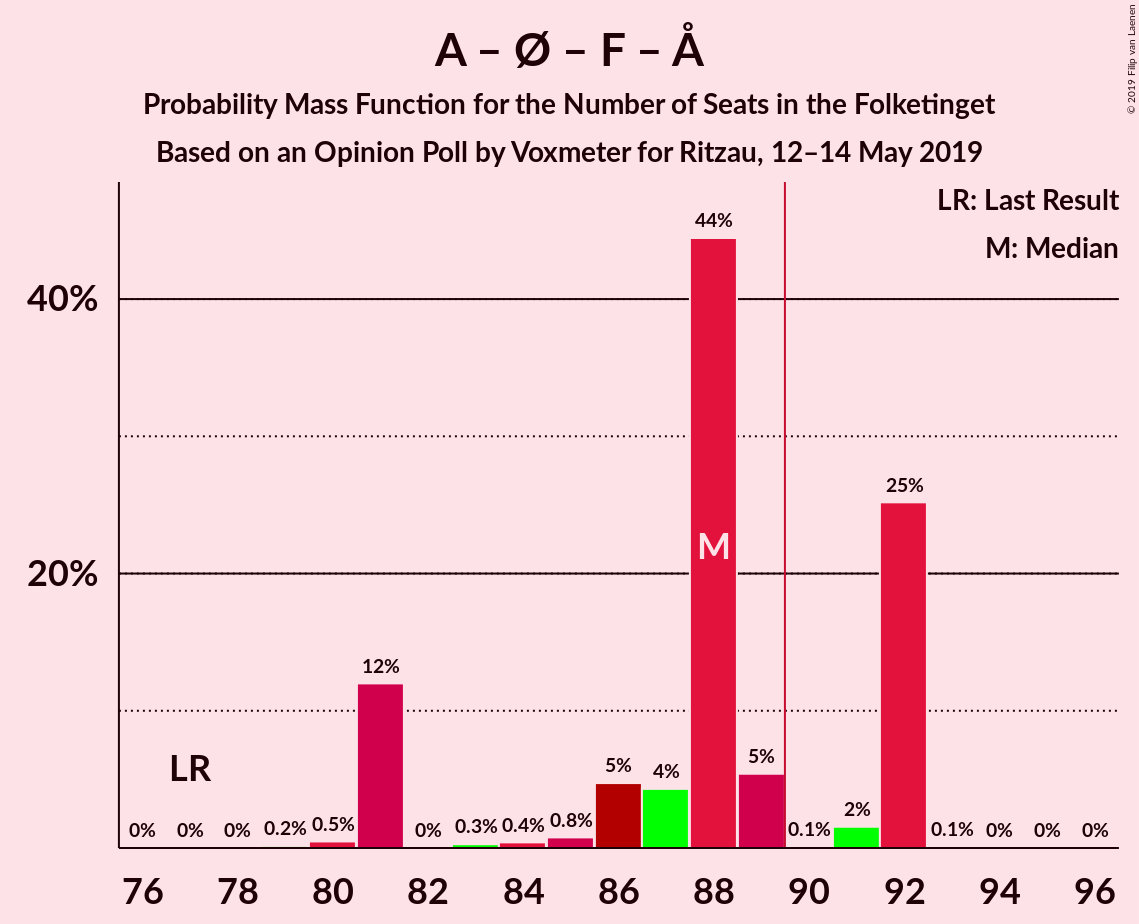 © 2019 Filip van Laenen
A – Ø – F – Å
Probability Mass Function for the Number of Seats in the Folketinget
Based on an Opinion Poll by Voxmeter for Ritzau, 12–14 May 2019
LR: Last Result
M: Median
40%
20%
LR
M
0% 0% 0% 0.2% 0.5% 12% 0% 0.3% 0.4% 0.8% 5% 4% 44% 5% 0.1% 2% 25% 0.1% 0% 0% 0%
76 78 80 82 84 86 88 90 92 94 96